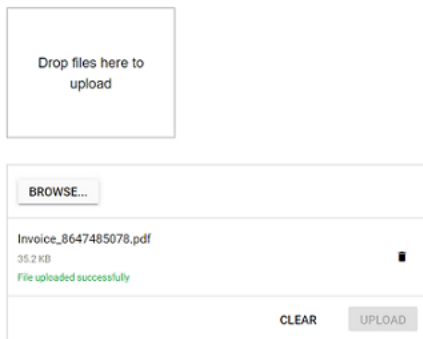 Drop files here to
upload
BROWSE...
Invoice_8647485078.pdf
35.2 KB
File uploaded successfully
CLEAR UPLOAD